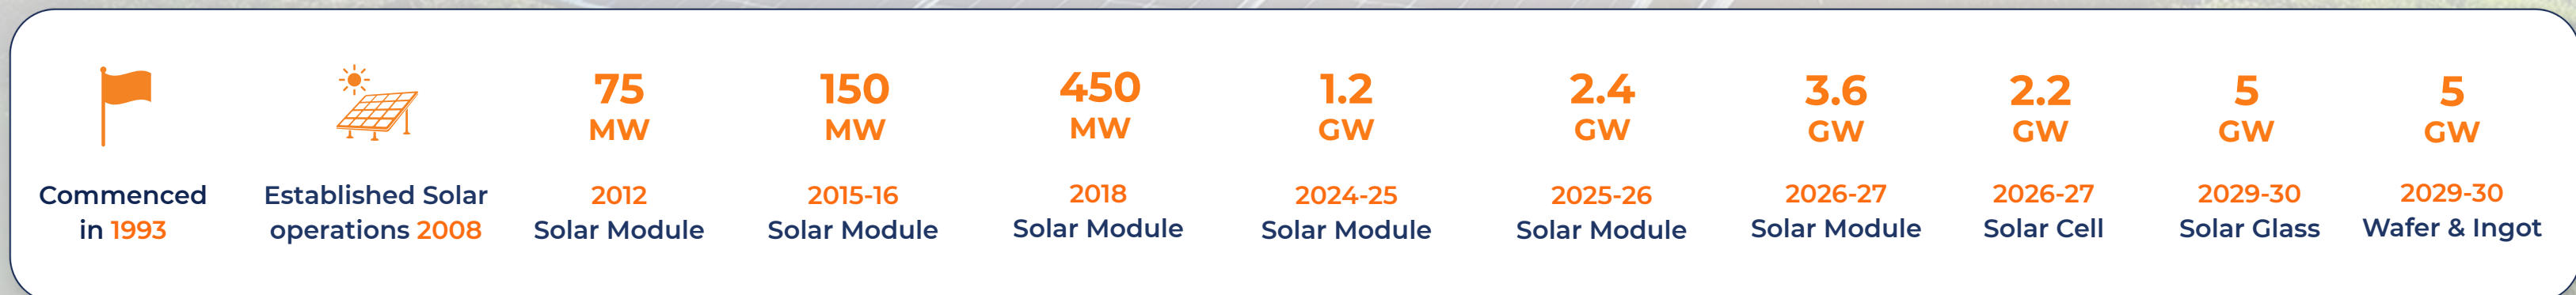 Commenced
in 1993
Established Solar
operations 2008
75
MW
2012
Solar Module
150
MW
2015-16
Solar Module
450
MW
2018
Solar Module
1.2
GW
2024-25
Solar Module
2.4
GW
2025-26
Solar Module
3.6
GW
2026-27
Solar Module
2.2
GW
2026-27
Solar Cell
5
GW
2029-30
Solar Glass
5
GW
2029-30
Wafer & Ingot